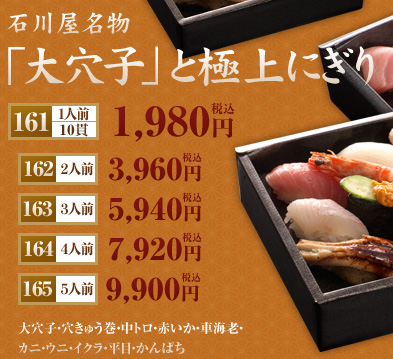 石川屋名物
「大穴子」と極上にぎり
161 1人前 10貫 1,980円 税込
162 2人前 3,960円 税込
163 3人前 5,940円 税込
164 4人前 7,920円 税込
165 5人前 9,900円 税込
大穴子・穴きゅう巻・中トロ・赤いか・車海老・
カニ・ウニ・イクラ・平目・かんぱち